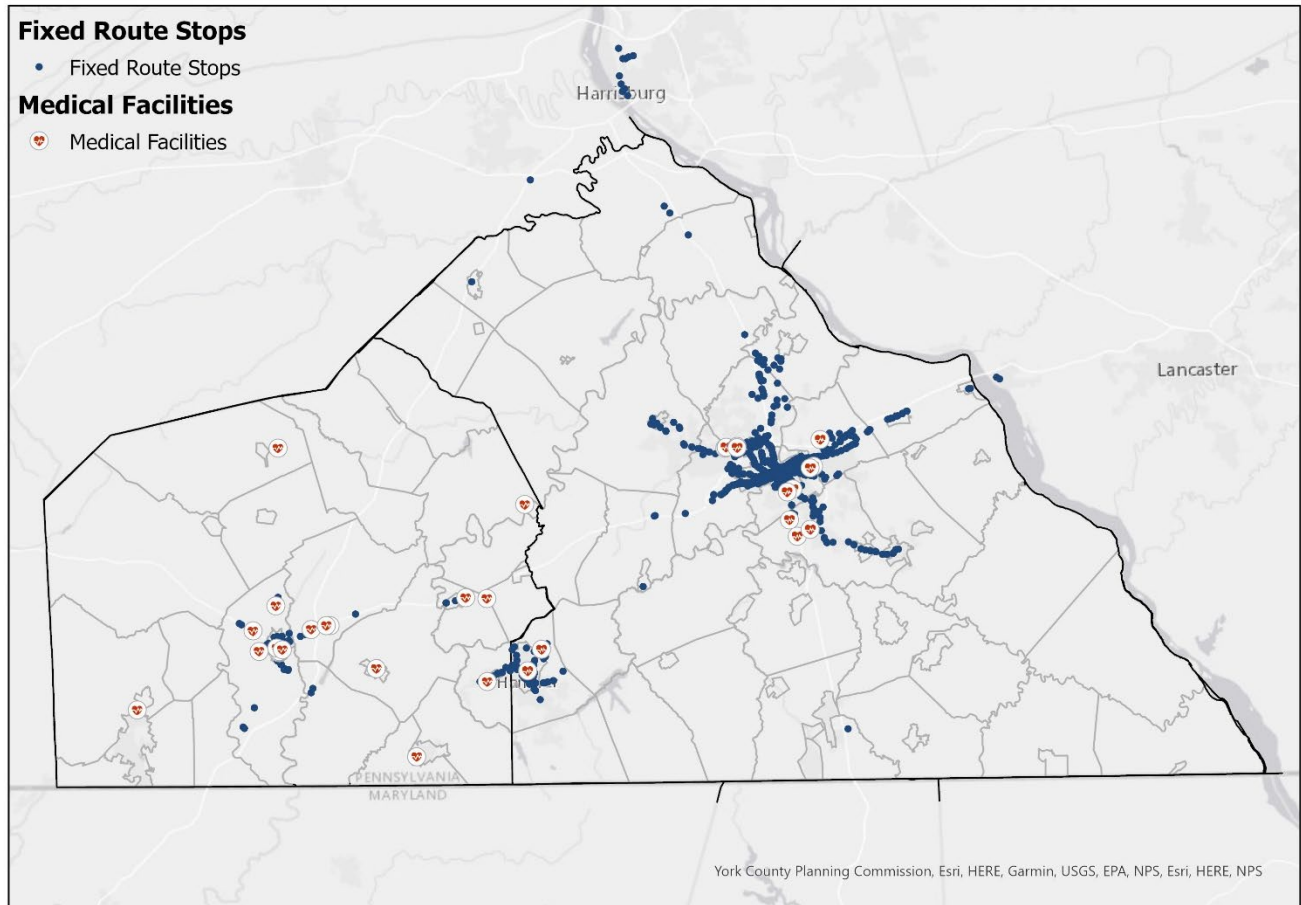 Fixed Route Stops
Fixed Route Stops
Medical Facilities
Medical Facilities
Harrisburg
Lancaster
PENNSYLVANIA
MARYLAND
York County Planning Commission, Esri, HERE, Garmin, USGS, EPA, NPS, Esri, HERE, NPS